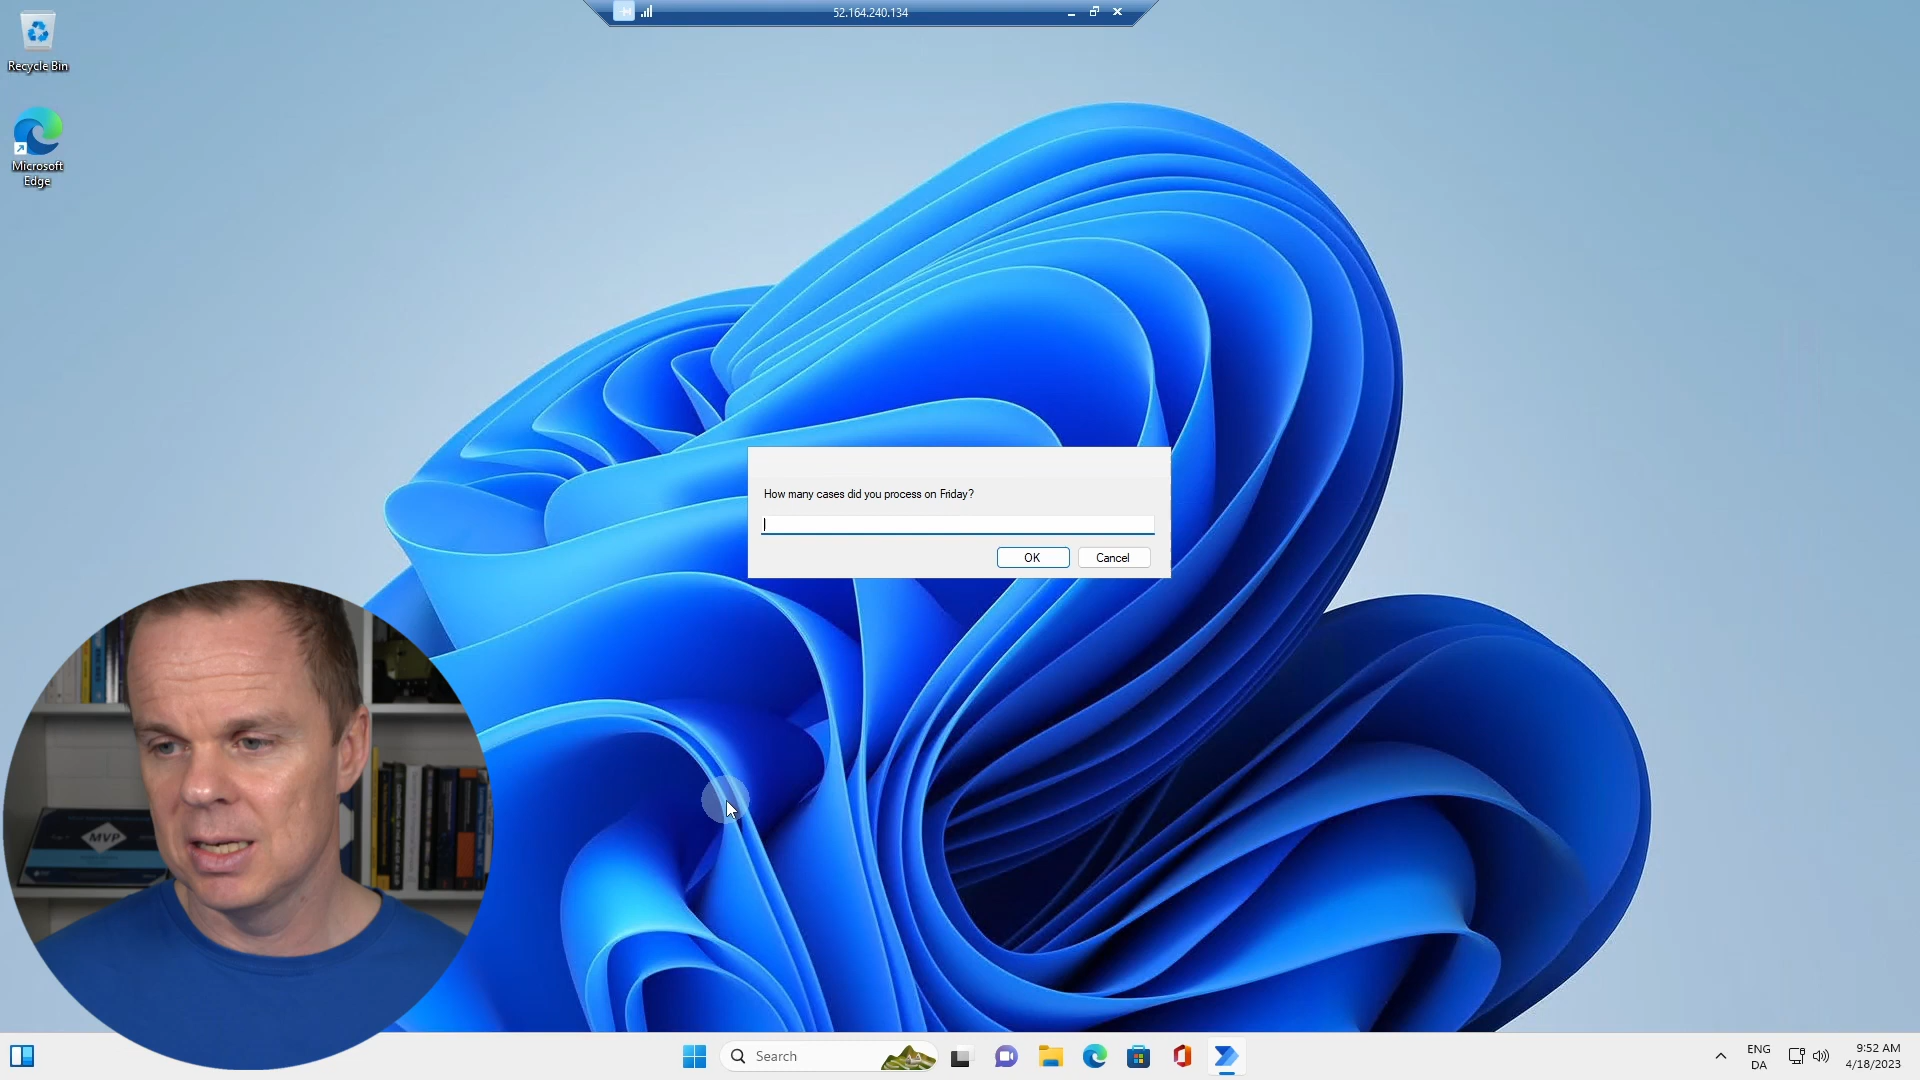 52.164.240.134
Recycle Bin
Microsoft
Edge
How many cases did you process on Friday?
OK
Cancel
MVP
Search
ENG
DA
9:52 AM
4/18/2023